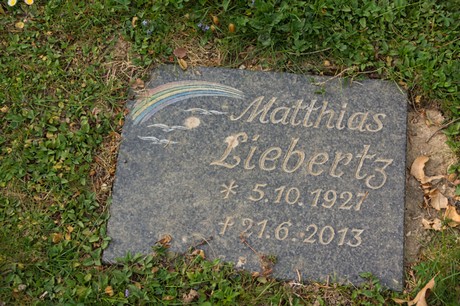 Matthias
Liebertz
* 5.10.1927
† 21.6.2013